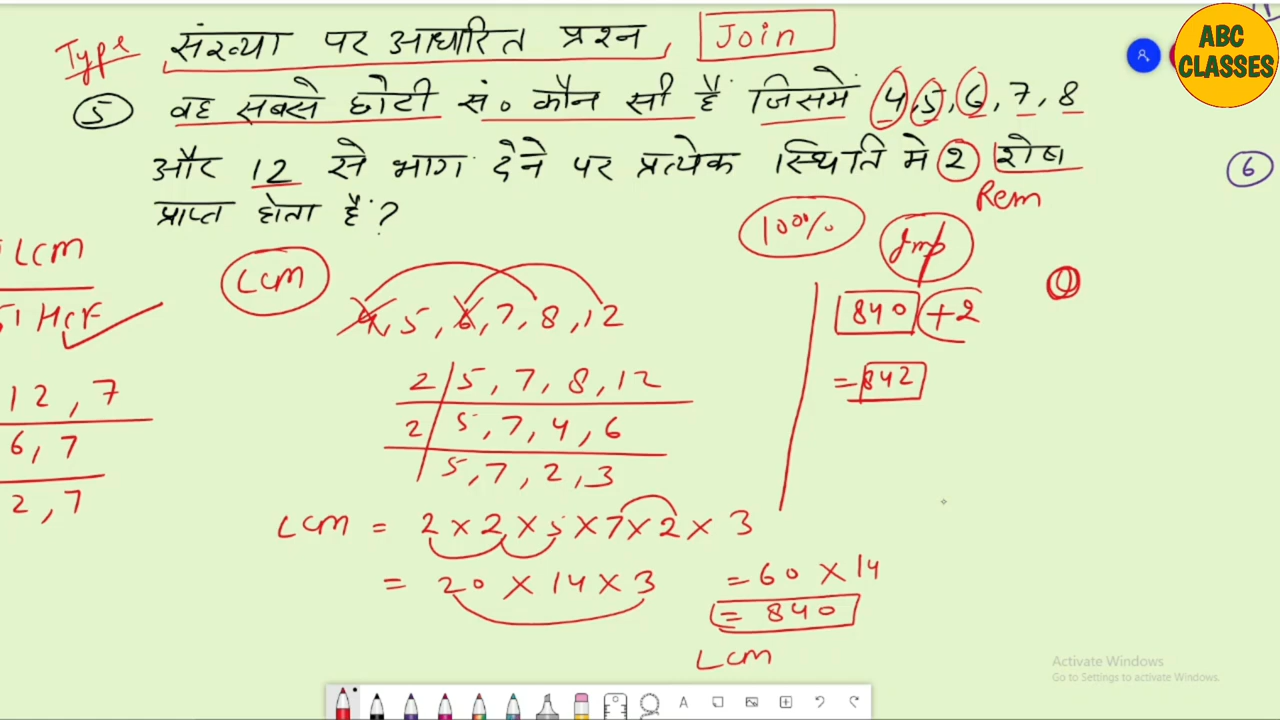 Type संख्या पर आधारित प्रश्न, Join
ABC CLASSES
⑤ वह सबसे छोटी सं० कौन सी है जिसमें 4, 5, 6, 7, 8
और 12 से भाग देने पर प्रत्येक स्थिति मे 2 शेष
Rem
प्राप्त होता है?
⑥
100%
Imp
LCM
HCF
12, 7
6, 7
2, 7
LCM
4, 5, 6, 7, 8, 12
2 | 5, 7, 8, 12
2 | 5, 7, 4, 6
5, 7, 2, 3
LCM = 2 × 2 × 5 × 7 × 2 × 3
= 20 × 14 × 3
= 60 × 14
= 840
LCM
840 + 2
= 842
Activate Windows
Go to Settings to activate Windows.